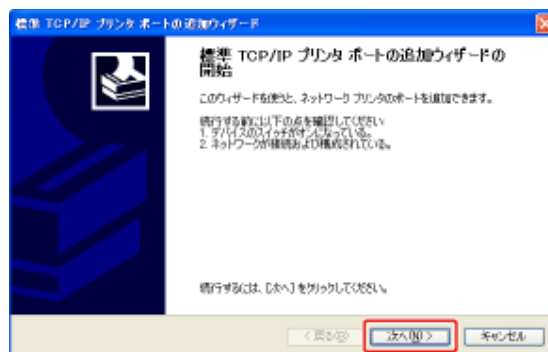 標準 TCP/IP プリンタ ポートの追加ウィザード
標準 TCP/IP プリンタ ポートの追加ウィザードの
開始
このウィザードを使うと、ネットワーク プリンタのポートを追加できます。
続行する前に以下の点を確認してください:
1. デバイスのスイッチがオンになっている。
2. ネットワークが接続および構成されている。
続行するには、[次へ] をクリックしてください。
< 戻る(B)
次へ(N) >
キャンセル